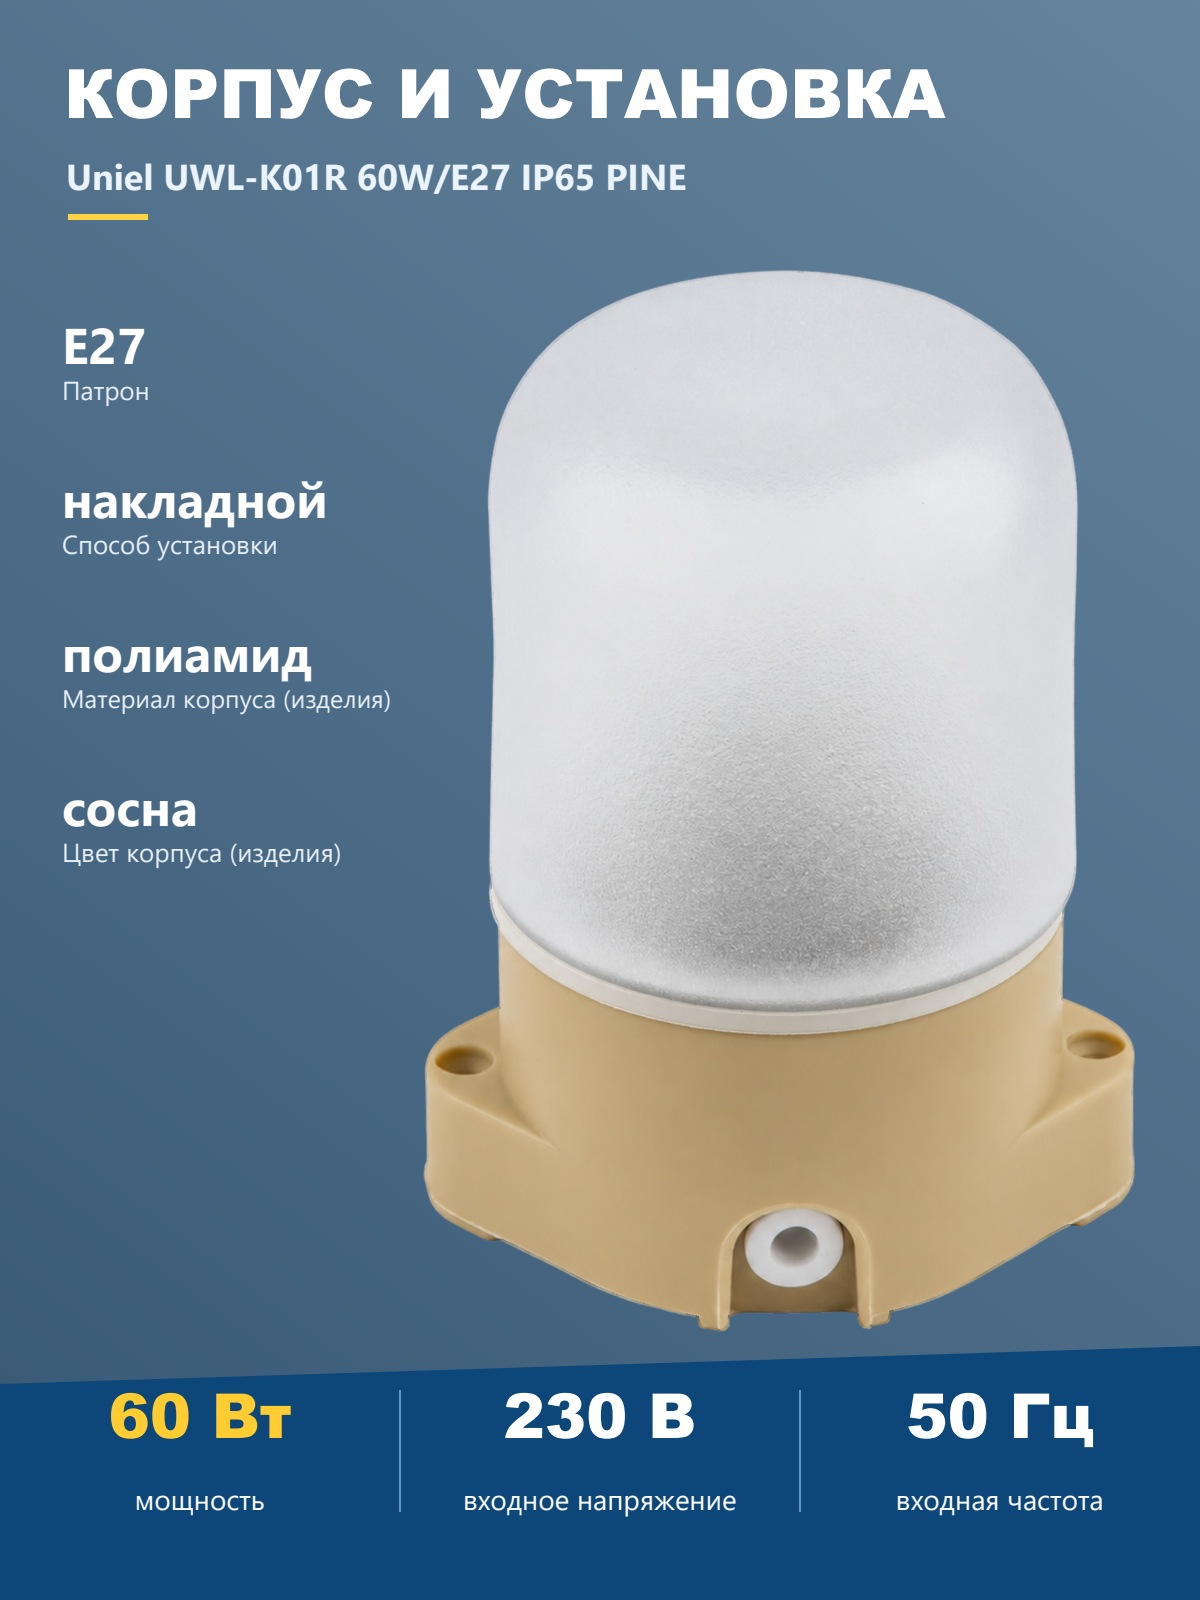 КОРПУС И УСТАНОВКА
Uniel UWL-K01R 60W/E27 IP65 PINE
E27
Патрон
накладной
Способ установки
полиамид
Материал корпуса (изделия)
сосна
Цвет корпуса (изделия)
60 Вт
мощность
230 В
входное напряжение
50 Гц
входная частота